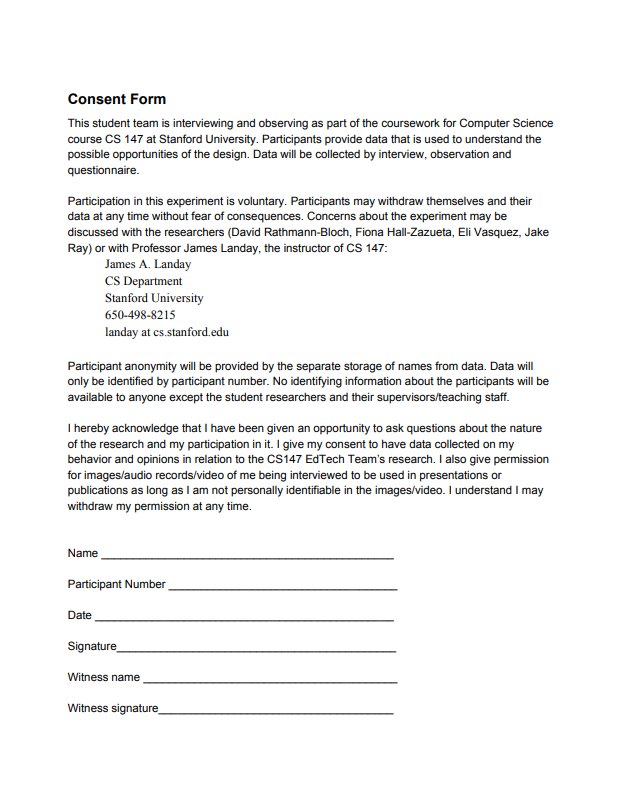 Consent Form
This student team is interviewing and observing as part of the coursework for Computer Science
course CS 147 at Stanford University. Participants provide data that is used to understand the
possible opportunities of the design. Data will be collected by interview, observation and
questionnaire.
Participation in this experiment is voluntary. Participants may withdraw themselves and their
data at any time without fear of consequences. Concerns about the experiment may be
discussed with the researchers (David Rathmann-Bloch, Fiona Hall-Zazueta, Eli Vasquez, Jake
Ray) or with Professor James Landay, the instructor of CS 147:
James A. Landay
CS Department
Stanford University
650-498-8215
landay at cs.stanford.edu
Participant anonymity will be provided by the separate storage of names from data. Data will
only be identified by participant number. No identifying information about the participants will be
available to anyone except the student researchers and their supervisors/teaching staff.
I hereby acknowledge that I have been given an opportunity to ask questions about the nature
of the research and my participation in it. I give my consent to have data collected on my
behavior and opinions in relation to the CS147 EdTech Team's research. I also give permission
for images/audio records/video of me being interviewed to be used in presentations or
publications as long as I am not personally identifiable in the images/video. I understand I may
withdraw my permission at any time.
Name ______________________________________________
Participant Number ____________________________________
Date _______________________________________________
Signature____________________________________________
Witness name ________________________________________
Witness signature_____________________________________